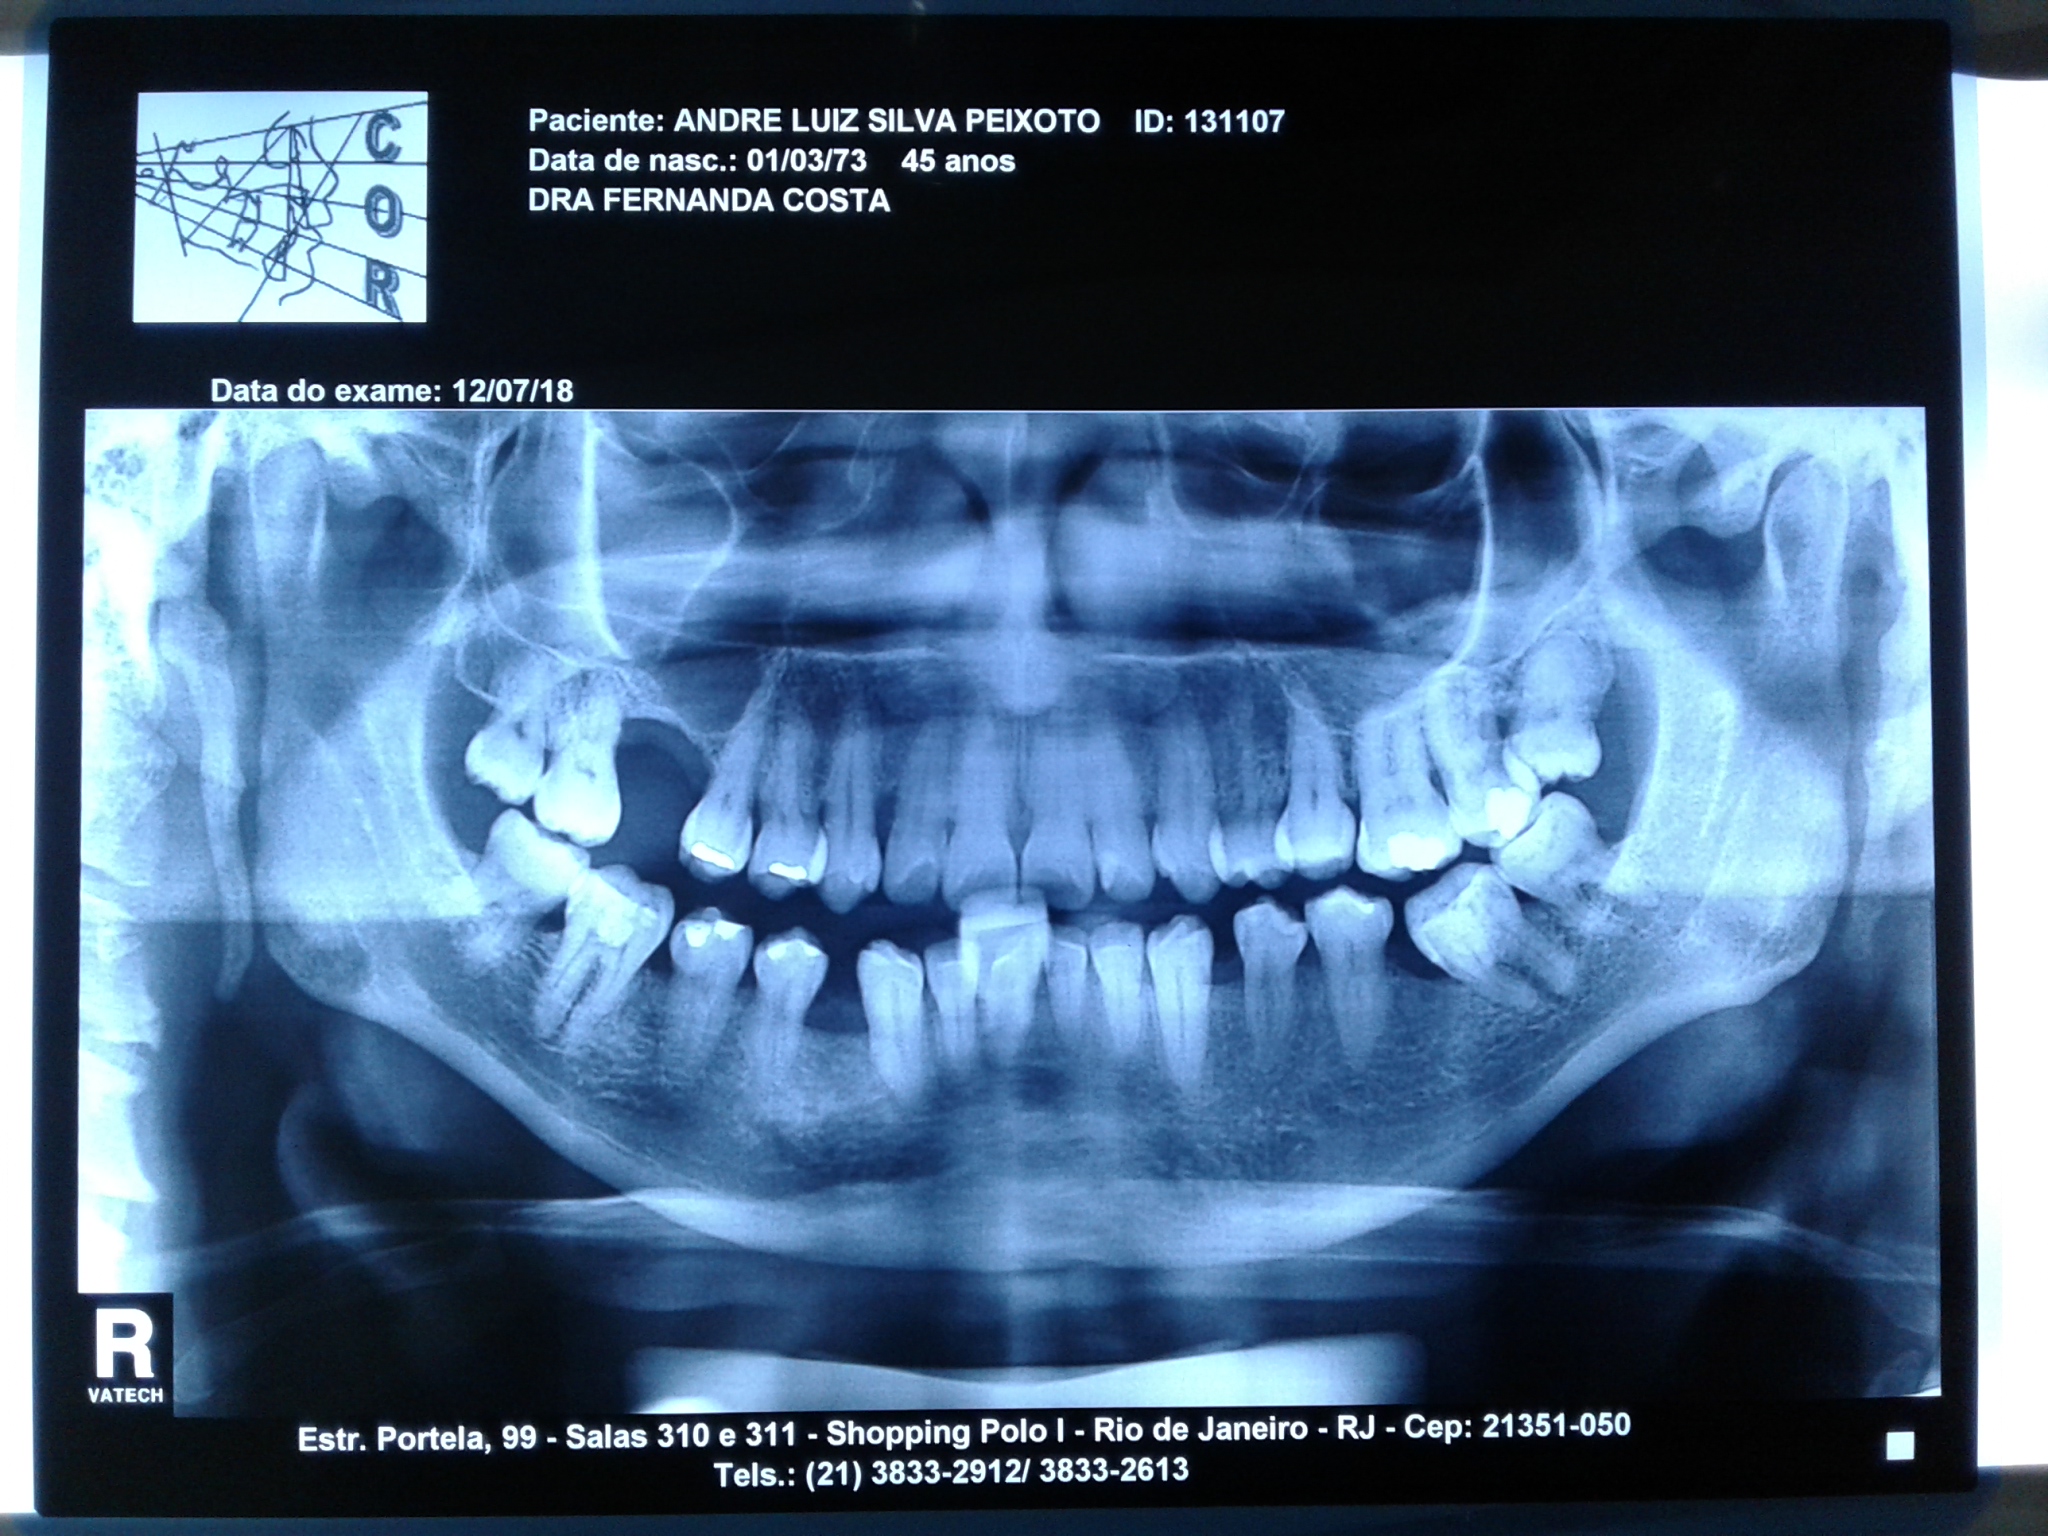 C
O
R
Paciente: ANDRE LUIZ SILVA PEIXOTO ID: 131107
Data de nasc.: 01/03/73 45 anos
DRA FERNANDA COSTA
Data do exame: 12/07/18
R
VATECH
Estr. Portela, 99 - Salas 310 e 311 - Shopping Polo I - Rio de Janeiro - RJ - Cep: 21351-050
Tels.: (21) 3833-2912/ 3833-2613